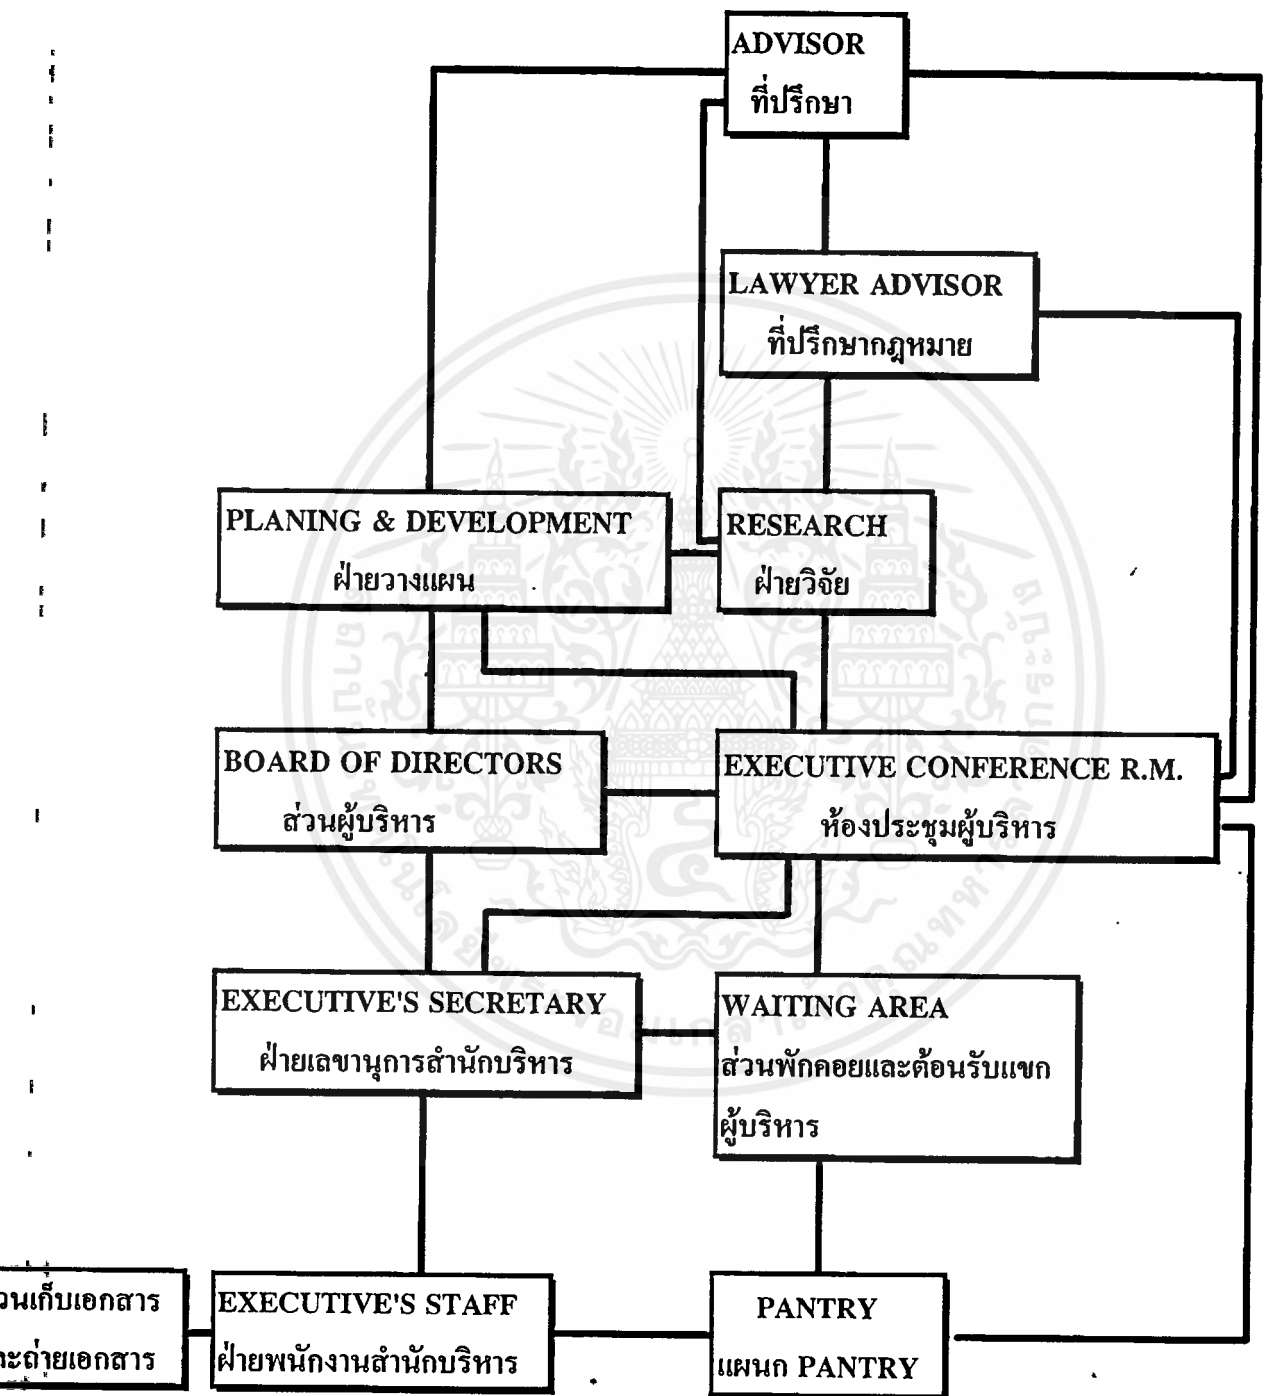 ADVISOR
ที่ปรึกษา
LAWYER ADVISOR
ที่ปรึกษากฎหมาย
PLANING & DEVELOPMENT
ฝ่ายวางแผน
RESEARCH
ฝ่ายวิจัย
BOARD OF DIRECTORS
ส่วนผู้บริหาร
EXECUTIVE CONFERENCE R.M.
ห้องประชุมผู้บริหาร
EXECUTIVE'S SECRETARY
ฝ่ายเลขานุการสำนักบริหาร
WAITING AREA
ส่วนพักคอยและต้อนรับแขก
ผู้บริหาร
วนเก็บเอกสาร
ละถ่ายเอกสาร
EXECUTIVE'S STAFF
ฝ่ายพนักงานสำนักบริหาร
PANTRY
แผนก PANTRY